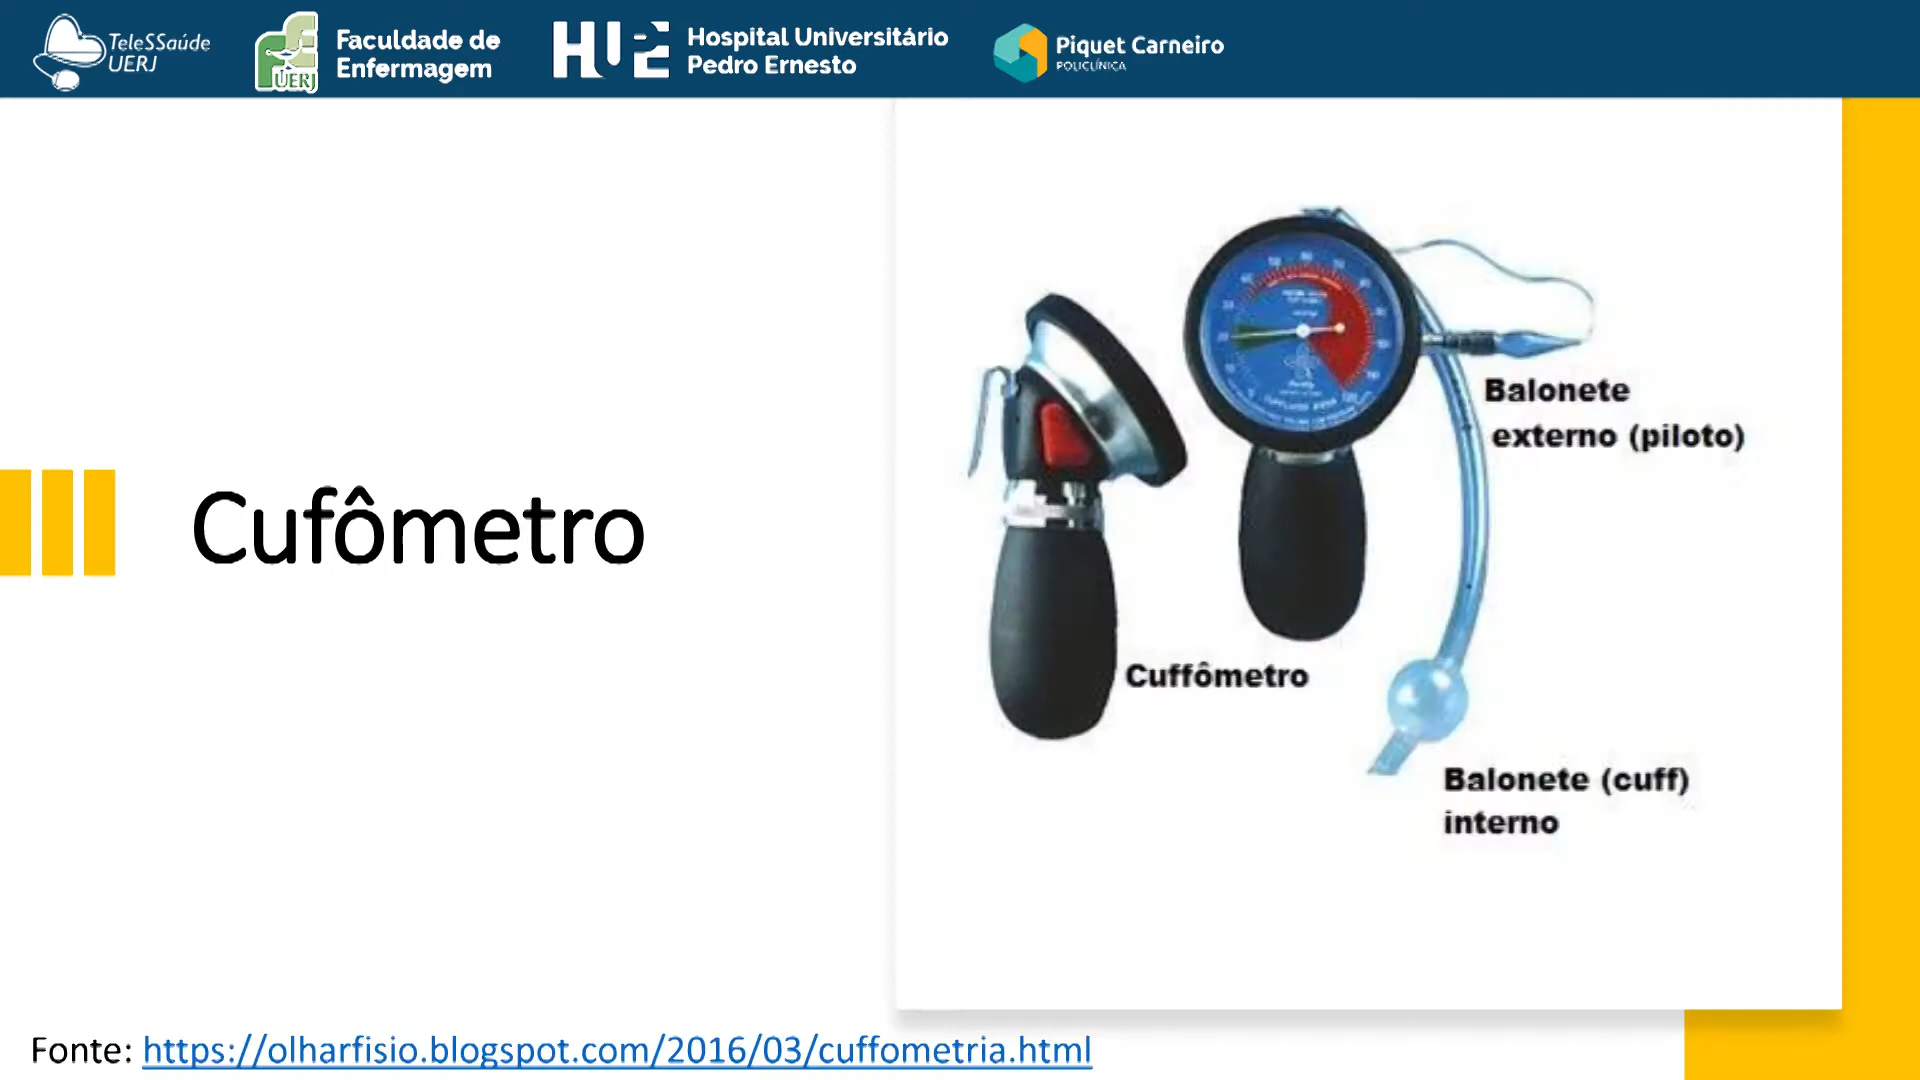 TeleSSaúde
UERJ
UERJ
Faculdade de
Enfermagem
HUPE
Hospital Universitário
Pedro Ernesto
Piquet Carneiro
POLICLÍNICA
Cufômetro
Balonete
externo (piloto)
Cuffômetro
Balonete (cuff)
interno
Fonte: https://olharfisio.blogspot.com/2016/03/cuffometria.html